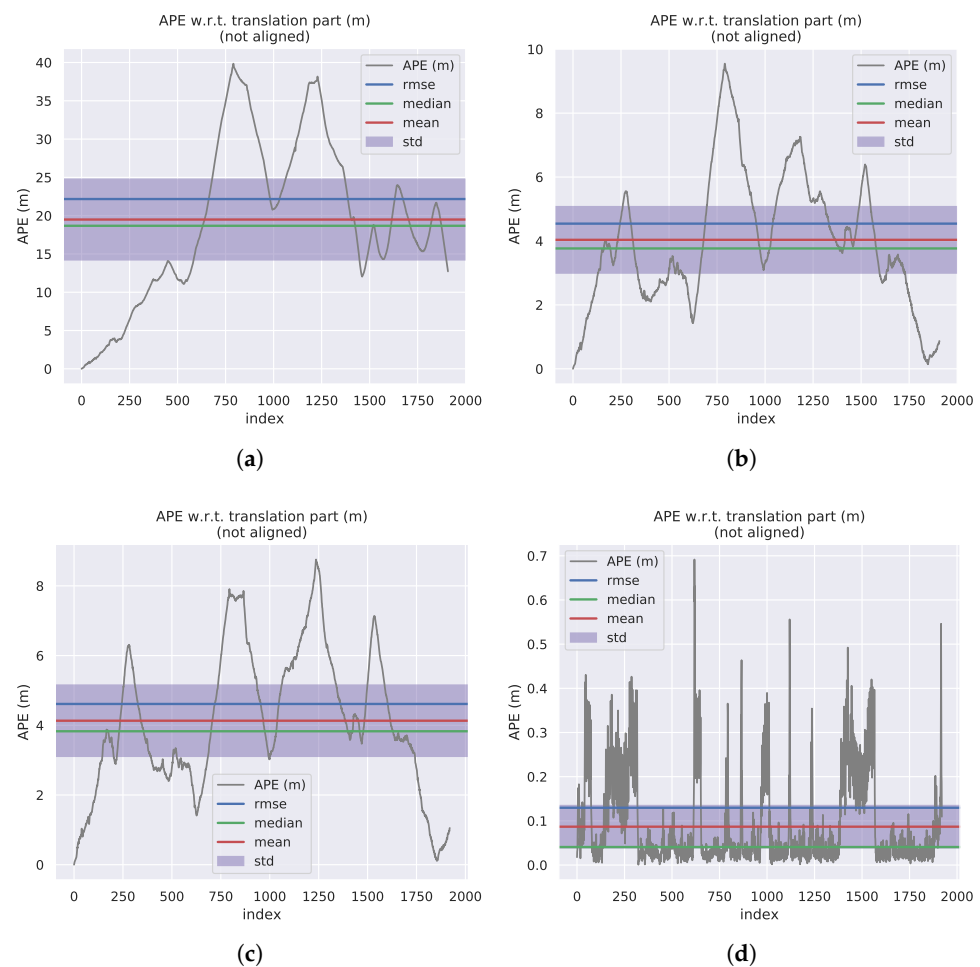 APE w.r.t. translation part (m)
(not aligned)
APE (m)
40
35
30
25
20
15
10
5
0
APE (m)
rmse
median
mean
std
0 250 500 750 1000 1250 1500 1750 2000
index
(a)
APE w.r.t. translation part (m)
(not aligned)
APE (m)
10
8
6
4
2
0
APE (m)
rmse
median
mean
std
0 250 500 750 1000 1250 1500 1750 2000
index
(b)
APE w.r.t. translation part (m)
(not aligned)
APE (m)
8
6
4
2
0
APE (m)
rmse
median
mean
std
0 250 500 750 1000 1250 1500 1750 2000
index
(c)
APE w.r.t. translation part (m)
(not aligned)
APE (m)
0.7
0.6
0.5
0.4
0.3
0.2
0.1
0.0
APE (m)
rmse
median
mean
std
0 250 500 750 1000 1250 1500 1750 2000
index
(d)